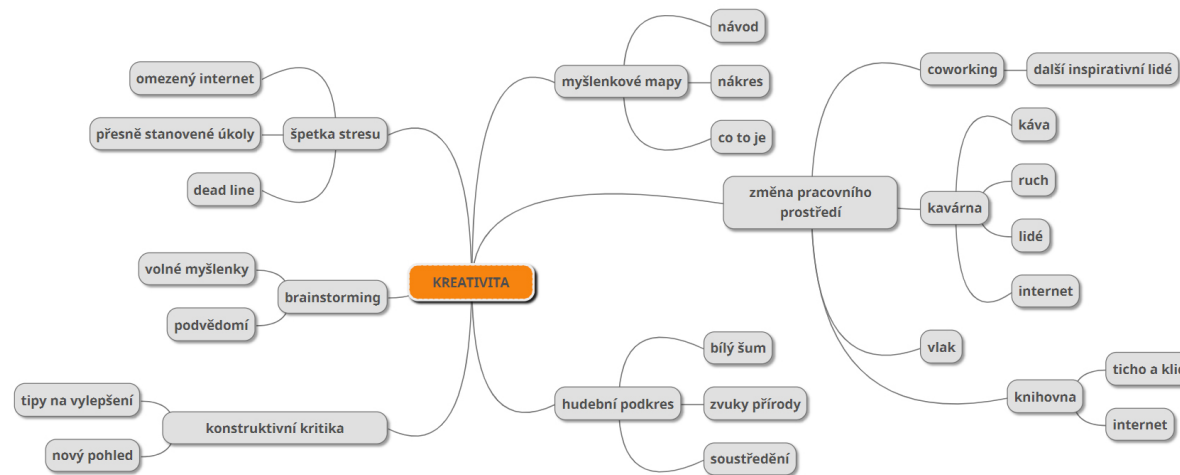 KREATIVITA
myšlenkové mapy
návod
nákres
co to je
změna pracovního
prostředí
coworking
další inspirativní lidé
kavárna
káva
ruch
lidé
internet
vlak
knihovna
ticho a
internet
hudební podkres
bílý šum
zvuky přírody
soustředění
špetka stresu
omezený internet
přesně stanovené úkoly
dead line
brainstorming
volné myšlenky
podvědomí
konstruktivní kritika
tipy na vylepšení
nový pohled